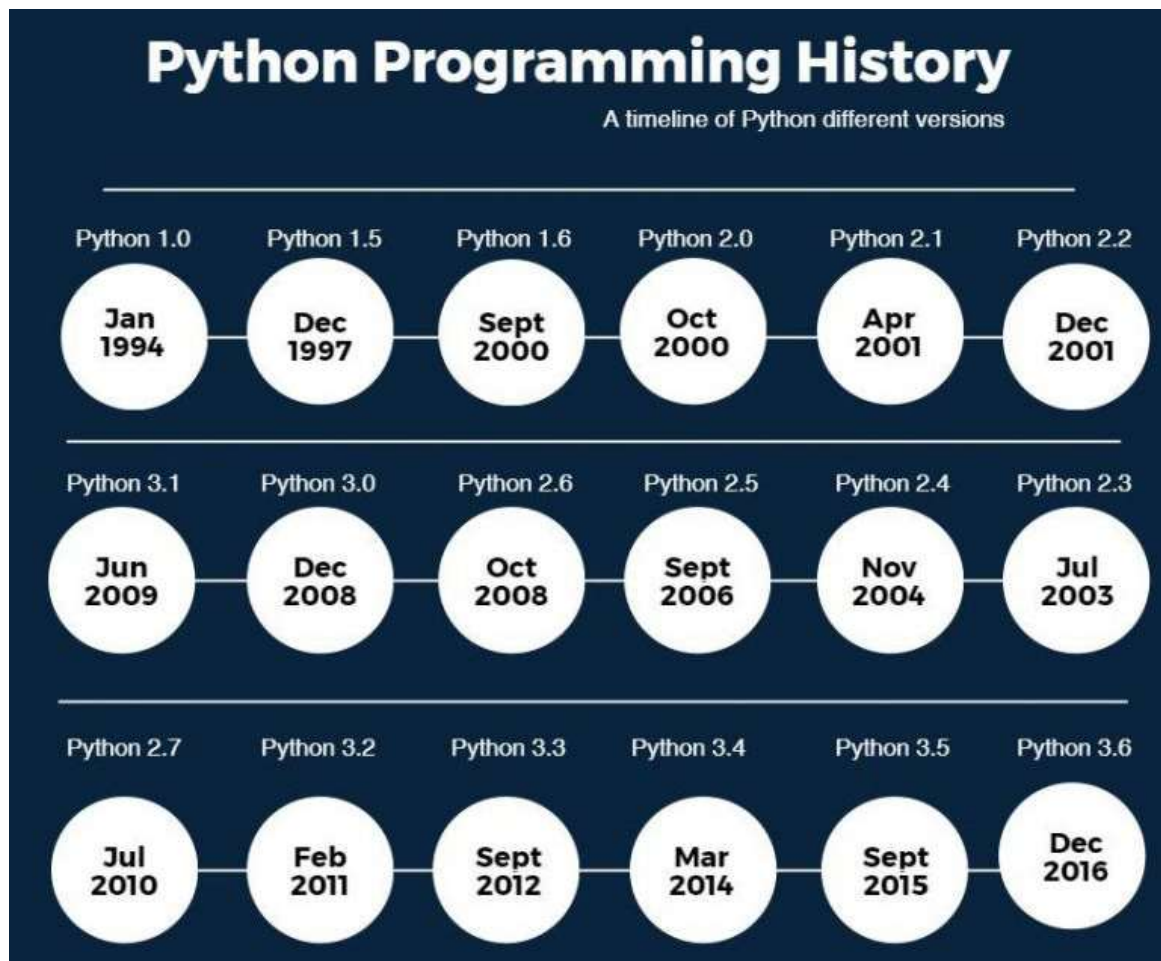 Python Programming History
A timeline of Python different versions
Python 1.0
Jan
1994
Python 1.5
Dec
1997
Python 1.6
Sept
2000
Python 2.0
Oct
2000
Python 2.1
Apr
2001
Python 2.2
Dec
2001
Python 3.1
Jun
2009
Python 3.0
Dec
2008
Python 2.6
Oct
2008
Python 2.5
Sept
2006
Python 2.4
Nov
2004
Python 2.3
Jul
2003
Python 2.7
Jul
2010
Python 3.2
Feb
2011
Python 3.3
Sept
2012
Python 3.4
Mar
2014
Python 3.5
Sept
2015
Python 3.6
Dec
2016